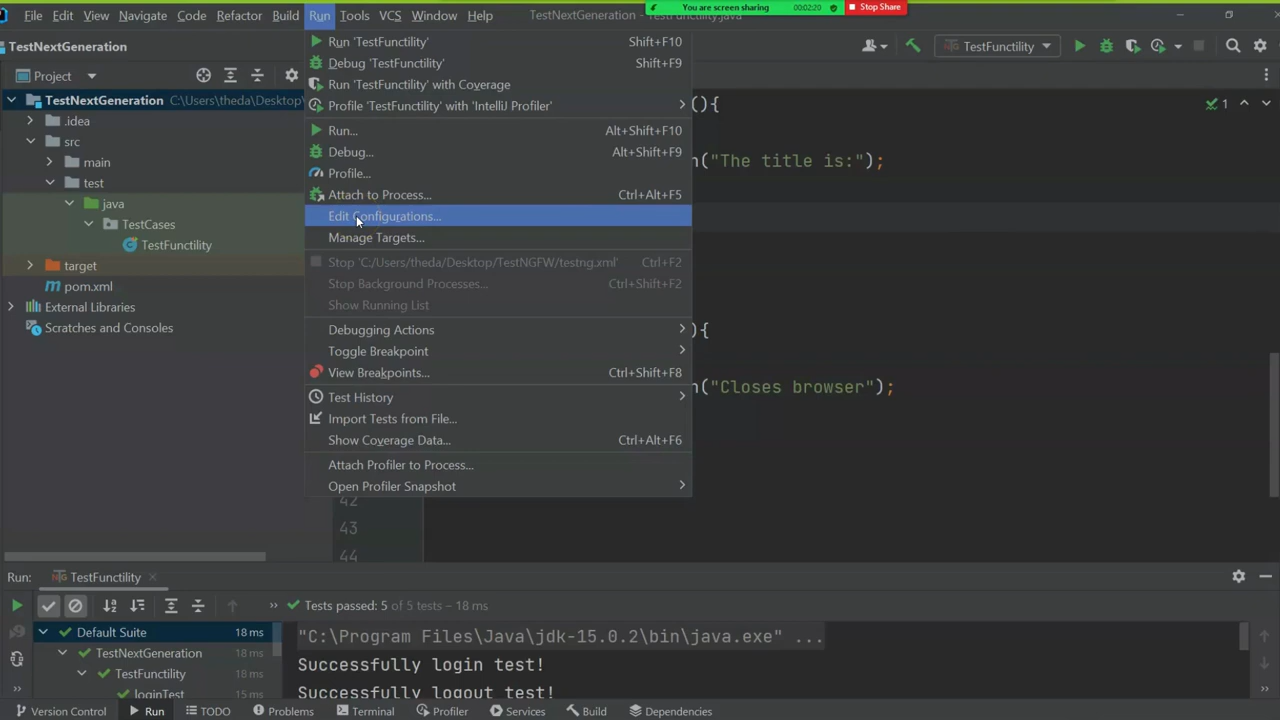 You are screen sharing 00:02:20 Stop Share
File Edit View Navigate Code Refactor Build Run Tools VCS Window Help TestNextGeneration - TestFunctility.java
TestNextGeneration
TestFunctility
Project
TestNextGeneration C:\Users\theda\Desktop\
.idea
src
main
test
java
TestCases
TestFunctility
target
pom.xml
External Libraries
Scratches and Consoles
Run 'TestFunctility' Shift+F10
Debug 'TestFunctility' Shift+F9
Run 'TestFunctility' with Coverage
Profile 'TestFunctility' with 'IntelliJ Profiler'
Run... Alt+Shift+F10
Debug... Alt+Shift+F9
Profile...
Attach to Process... Ctrl+Alt+F5
Edit Configurations...
Manage Targets...
Stop 'C:/Users/theda/Desktop/TestNGFW/testng.xml' Ctrl+F2
Stop Background Processes... Ctrl+Shift+F2
Show Running List
Debugging Actions
Toggle Breakpoint
View Breakpoints... Ctrl+Shift+F8
Test History
Import Tests from File...
Show Coverage Data... Ctrl+Alt+F6
Attach Profiler to Process...
Open Profiler Snapshot
(){
1
n("The title is:");
){
n("Closes browser");
42
43
44
Run: TestFunctility
Tests passed: 5 of 5 tests – 18 ms
Default Suite 18 ms
TestNextGeneration 18 ms
TestFunctility 18 ms
loginTest 15 ms
"C:\Program Files\Java\jdk-15.0.2\bin\java.exe" ...
Successfully login test!
Successfully logout test!
Version Control Run TODO Problems Terminal Profiler Services Build Dependencies